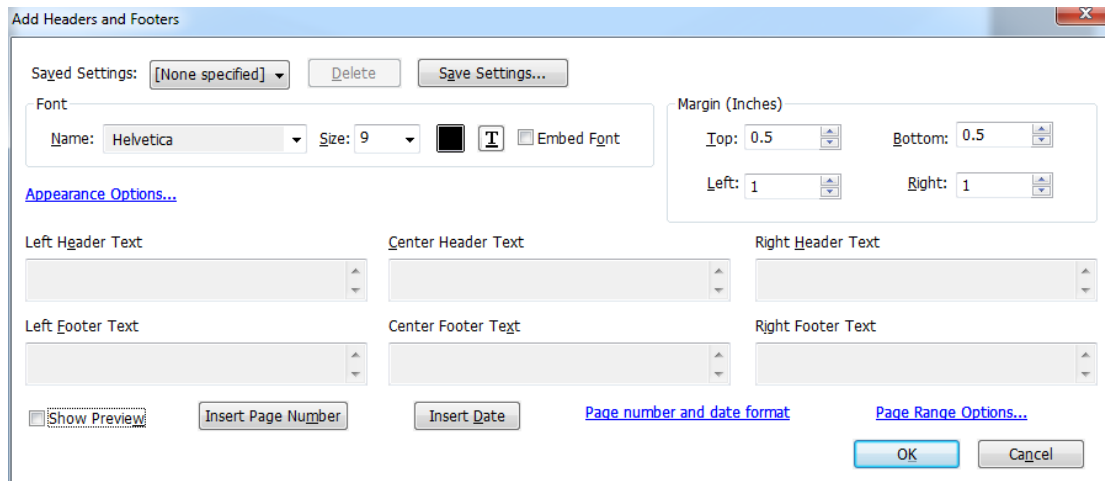 Add Headers and Footers
Saved Settings: [None specified] Delete Save Settings...
Font
Name: Helvetica Size: 9 T Embed Font
Margin (Inches)
Top: 0.5 Bottom: 0.5
Left: 1 Right: 1
Appearance Options...
Left Header Text Center Header Text Right Header Text
Left Footer Text Center Footer Text Right Footer Text
Show Preview Insert Page Number Insert Date Page number and date format Page Range Options...
OK Cancel